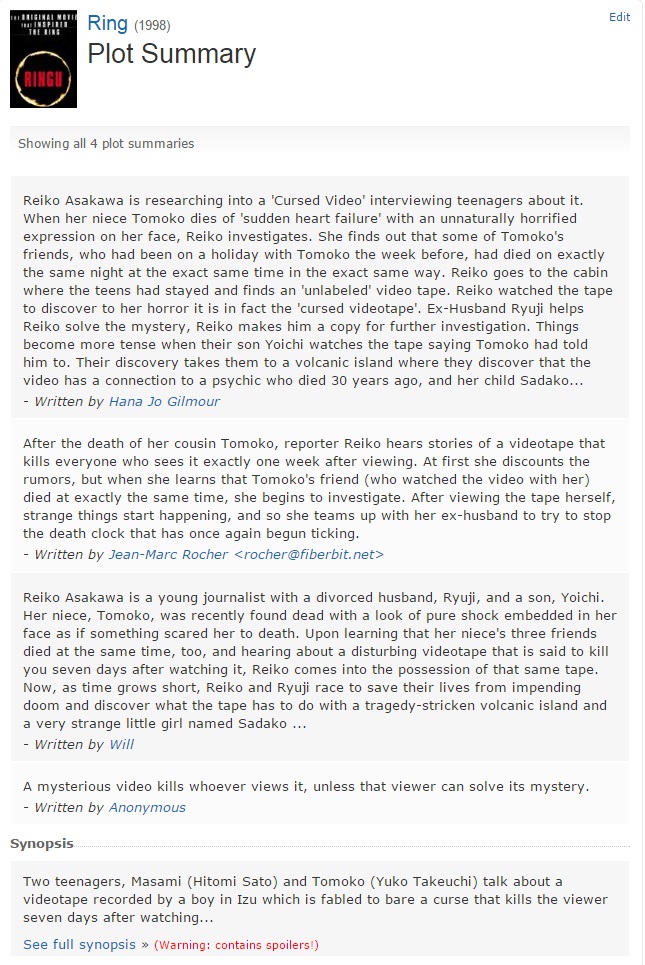 THE ORIGINAL MOVIE
THAT INSPIRED
THE RING
RINGU
Ring (1998)
Edit
Plot Summary
Showing all 4 plot summaries
Reiko Asakawa is researching into a 'Cursed Video' interviewing teenagers about it.
When her niece Tomoko dies of 'sudden heart failure' with an unnaturally horrified
expression on her face, Reiko investigates. She finds out that some of Tomoko's
friends, who had been on a holiday with Tomoko the week before, had died on exactly
the same night at the exact same time in the exact same way. Reiko goes to the cabin
where the teens had stayed and finds an 'unlabeled' video tape. Reiko watched the tape
to discover to her horror it is in fact the 'cursed videotape'. Ex-Husband Ryuji helps
Reiko solve the mystery, Reiko makes him a copy for further investigation. Things
become more tense when their son Yoichi watches the tape saying Tomoko had told
him to. Their discovery takes them to a volcanic island where they discover that the
video has a connection to a psychic who died 30 years ago, and her child Sadako...
- Written by Hana Jo Gilmour
After the death of her cousin Tomoko, reporter Reiko hears stories of a videotape that
kills everyone who sees it exactly one week after viewing. At first she discounts the
rumors, but when she learns that Tomoko's friend (who watched the video with her)
died at exactly the same time, she begins to investigate. After viewing the tape herself,
strange things start happening, and so she teams up with her ex-husband to try to stop
the death clock that has once again begun ticking.
- Written by Jean-Marc Rocher <rocher@fiberbit.net>
Reiko Asakawa is a young journalist with a divorced husband, Ryuji, and a son, Yoichi.
Her niece, Tomoko, was recently found dead with a look of pure shock embedded in her
face as if something scared her to death. Upon learning that her niece's three friends
died at the same time, too, and hearing about a disturbing videotape that is said to kill
you seven days after watching it, Reiko comes into the possession of that same tape.
Now, as time grows short, Reiko and Ryuji race to save their lives from impending
doom and discover what the tape has to do with a tragedy-stricken volcanic island and
a very strange little girl named Sadako ...
- Written by Will
A mysterious video kills whoever views it, unless that viewer can solve its mystery.
- Written by Anonymous
Synopsis
Two teenagers, Masami (Hitomi Sato) and Tomoko (Yuko Takeuchi) talk about a
videotape recorded by a boy in Izu which is fabled to bare a curse that kills the viewer
seven days after watching...
See full synopsis » (Warning: contains spoilers!)